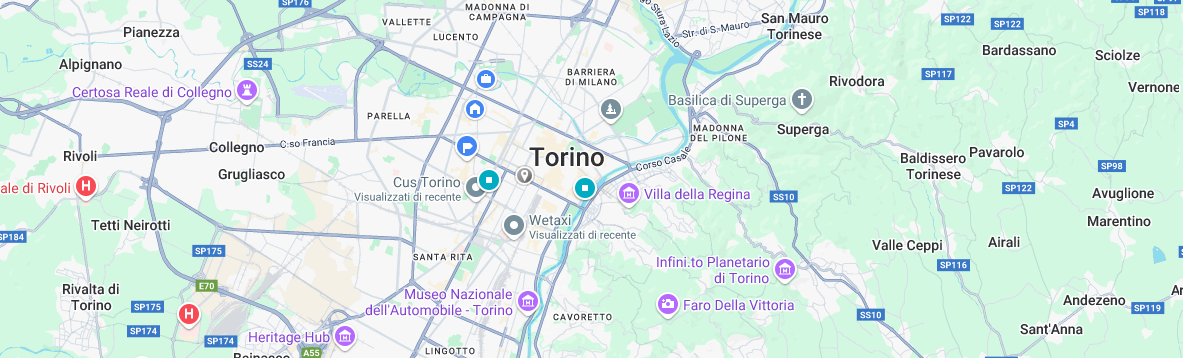 SP176
MADONNA DI
CAMPAGNA
VALLETTE
Pianezza
LUCENTO
go Stura Lazio
Str. di S. Mauro
San Mauro
Torinese
SP122
SP122
SP118
Bardassano
Sciolze
Alpignano
SS24
BARRIERA
DI MILANO
Rivodora
SP117
Vernone
Certosa Reale di Collegno
Basilica di Superga
PARELLA
MADONNA
DEL PILONE
Superga
SP4
C.so Francia
Collegno
Rivoli
Torino
Corso Casale
Baldissero
Torinese
Pavarolo
SP98
Grugliasco
ale di Rivoli
Cus Torino
Visualizzati di recente
Villa della Regina
SS10
SP122
Avuglione
Tetti Neirotti
Wetaxi
Visualizzati di recente
Marentino
SP184
SP175
SANTA RITA
Valle Ceppi
Airali
Infini.to Planetario
di Torino
SP116
E70
Rivalta di
Torino
SP175
Museo Nazionale
dell'Automobile - Torino
Faro Della Vittoria
Andezeno
Ar
SP119
SS10
CAVORETTO
SP174
SP174
Heritage Hub
Sant'Anna
A55
LINGOTTO
Beinasco